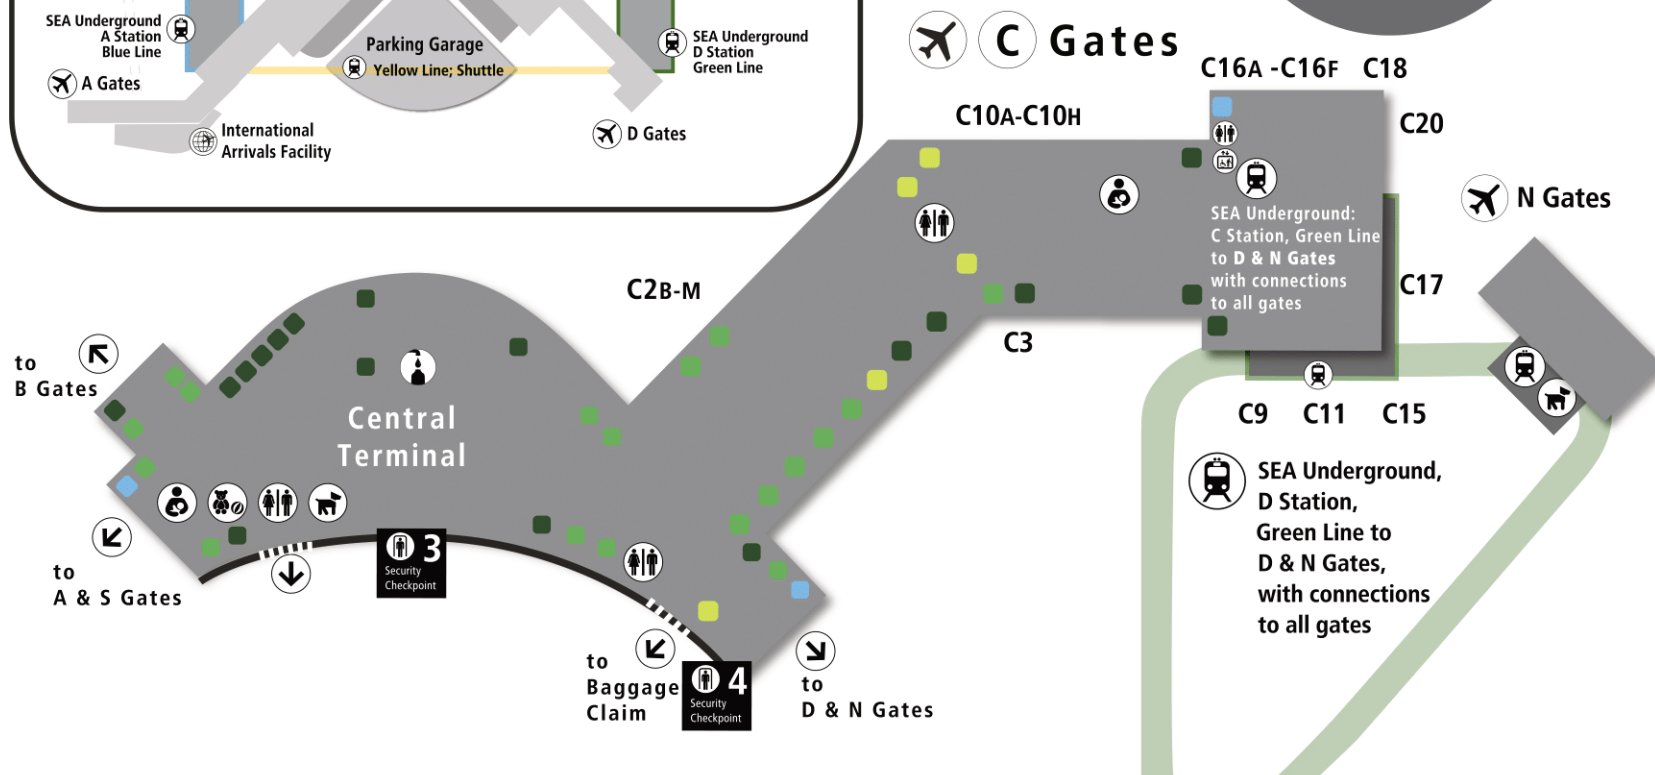 SEA Underground
A Station
Blue Line
Parking Garage
Yellow Line; Shuttle
SEA Underground
D Station
Green Line
A Gates
International
Arrivals Facility
D Gates
C Gates
C16A -C16F C18
C10A-C10H
C20
N Gates
SEA Underground:
C Station, Green Line
to D & N Gates
with connections
to all gates
C2B-M
C17
C3
to
B Gates
Central
Terminal
C9 C11 C15
SEA Underground,
D Station,
Green Line to
D & N Gates,
with connections
to all gates
3
Security
Checkpoint
to
A & S Gates
to
Baggage
Claim
4
Security
Checkpoint
to
D & N Gates